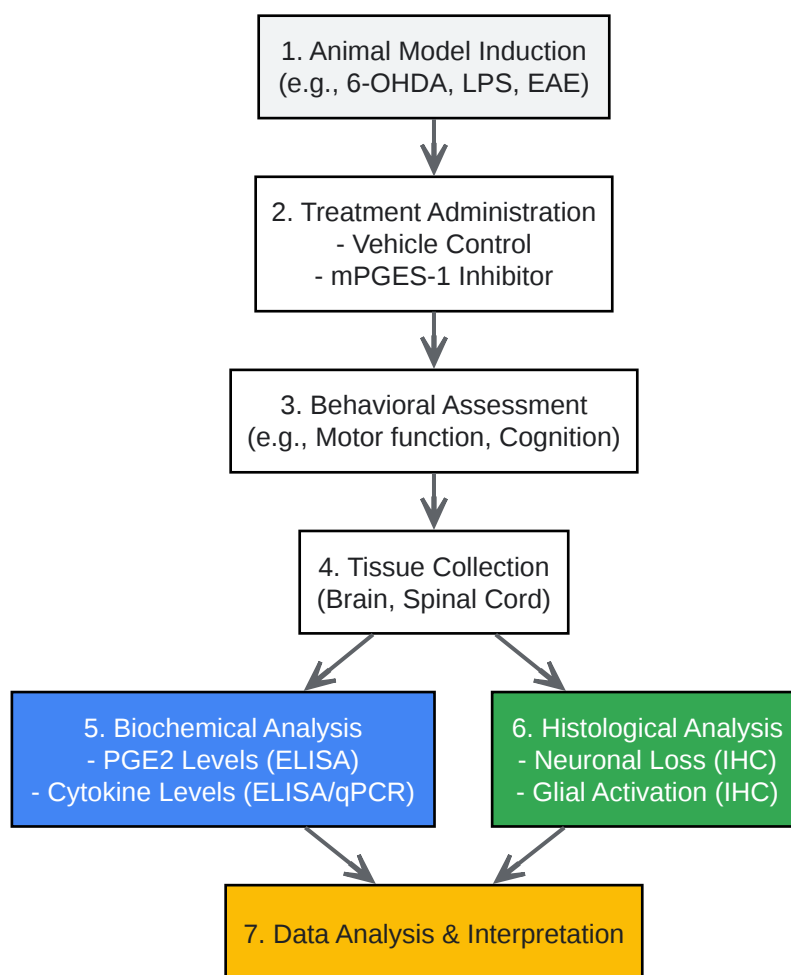 1. Animal Model Induction
(e.g., 6-OHDA, LPS, EAE)
2. Treatment Administration
- Vehicle Control
- mPGES-1 Inhibitor
3. Behavioral Assessment
(e.g., Motor function, Cognition)
4. Tissue Collection
(Brain, Spinal Cord)
5. Biochemical Analysis
- PGE2 Levels (ELISA)
- Cytokine Levels (ELISA/qPCR)
6. Histological Analysis
- Neuronal Loss (IHC)
- Glial Activation (IHC)
7. Data Analysis & Interpretation